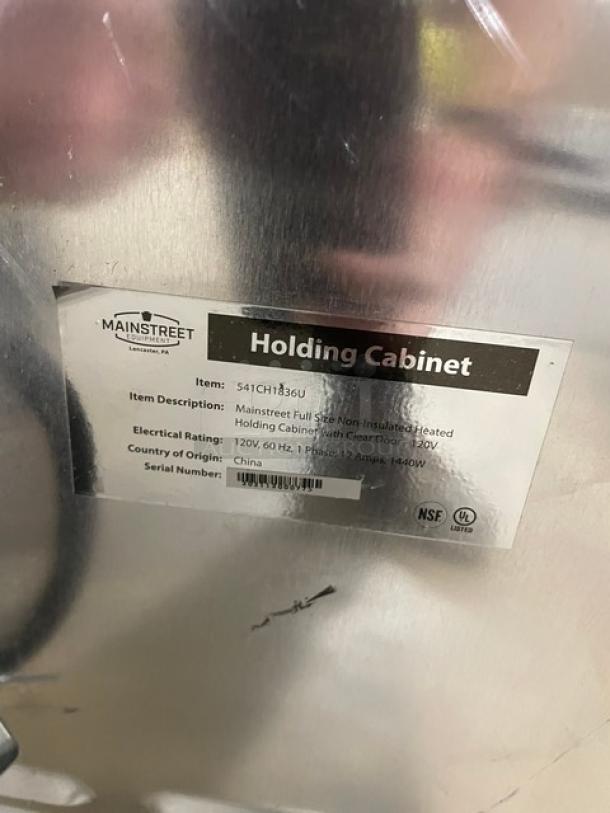 MAINSTREET
EQUIPMENT
Lancaster, PA
Holding Cabinet
Item: 541CH1836U
Item Description: Mainstreet Full Size Non-Insulated Heated
Holding Cabinet with Clear Door - 120V
Elecrtical Rating: 120V, 60 Hz, 1 Phase, 12 Amps, 1440W
Country of Origin: China
Serial Number:
NSF
UL
LISTED